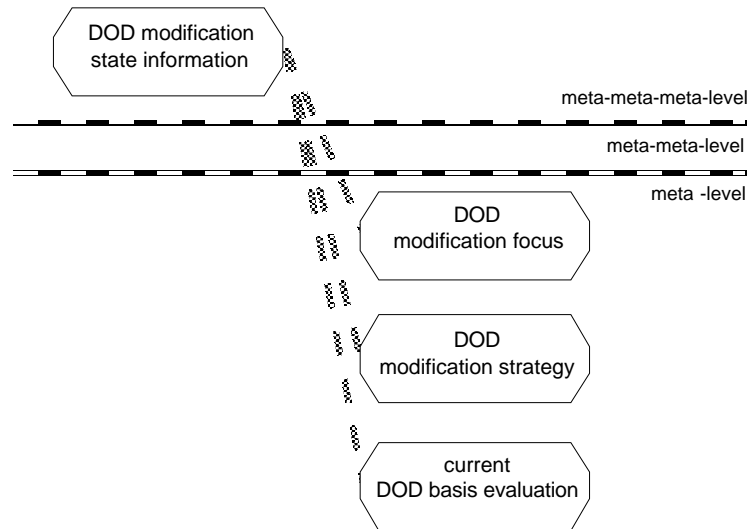 DOD modification
state information
meta-meta-meta-level
meta-meta-level
meta -level
DOD
modification focus
DOD
modification strategy
current
DOD basis evaluation